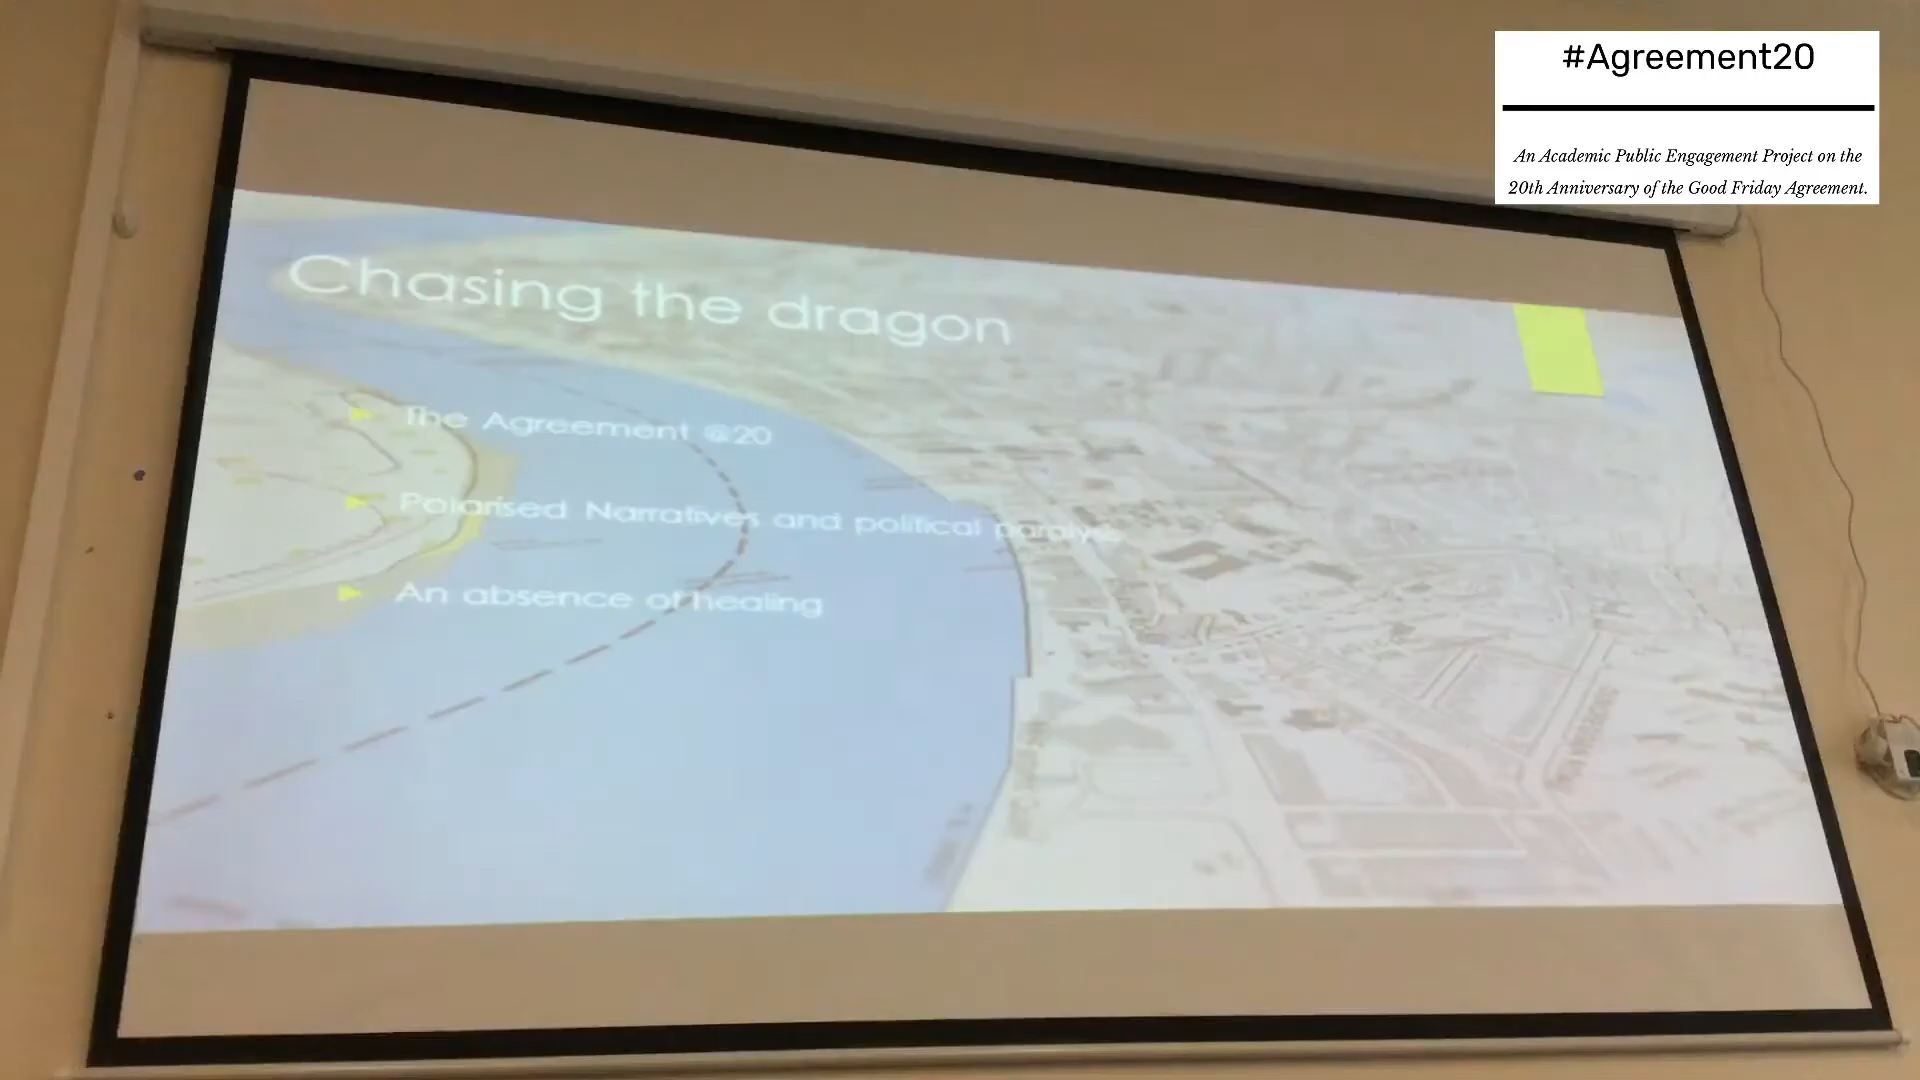 #Agreement20
An Academic Public Engagement Project on the
20th Anniversary of the Good Friday Agreement.
Chasing the dragon
The Agreement @20
Polarised Narratives and political paralysis
An absence of healing